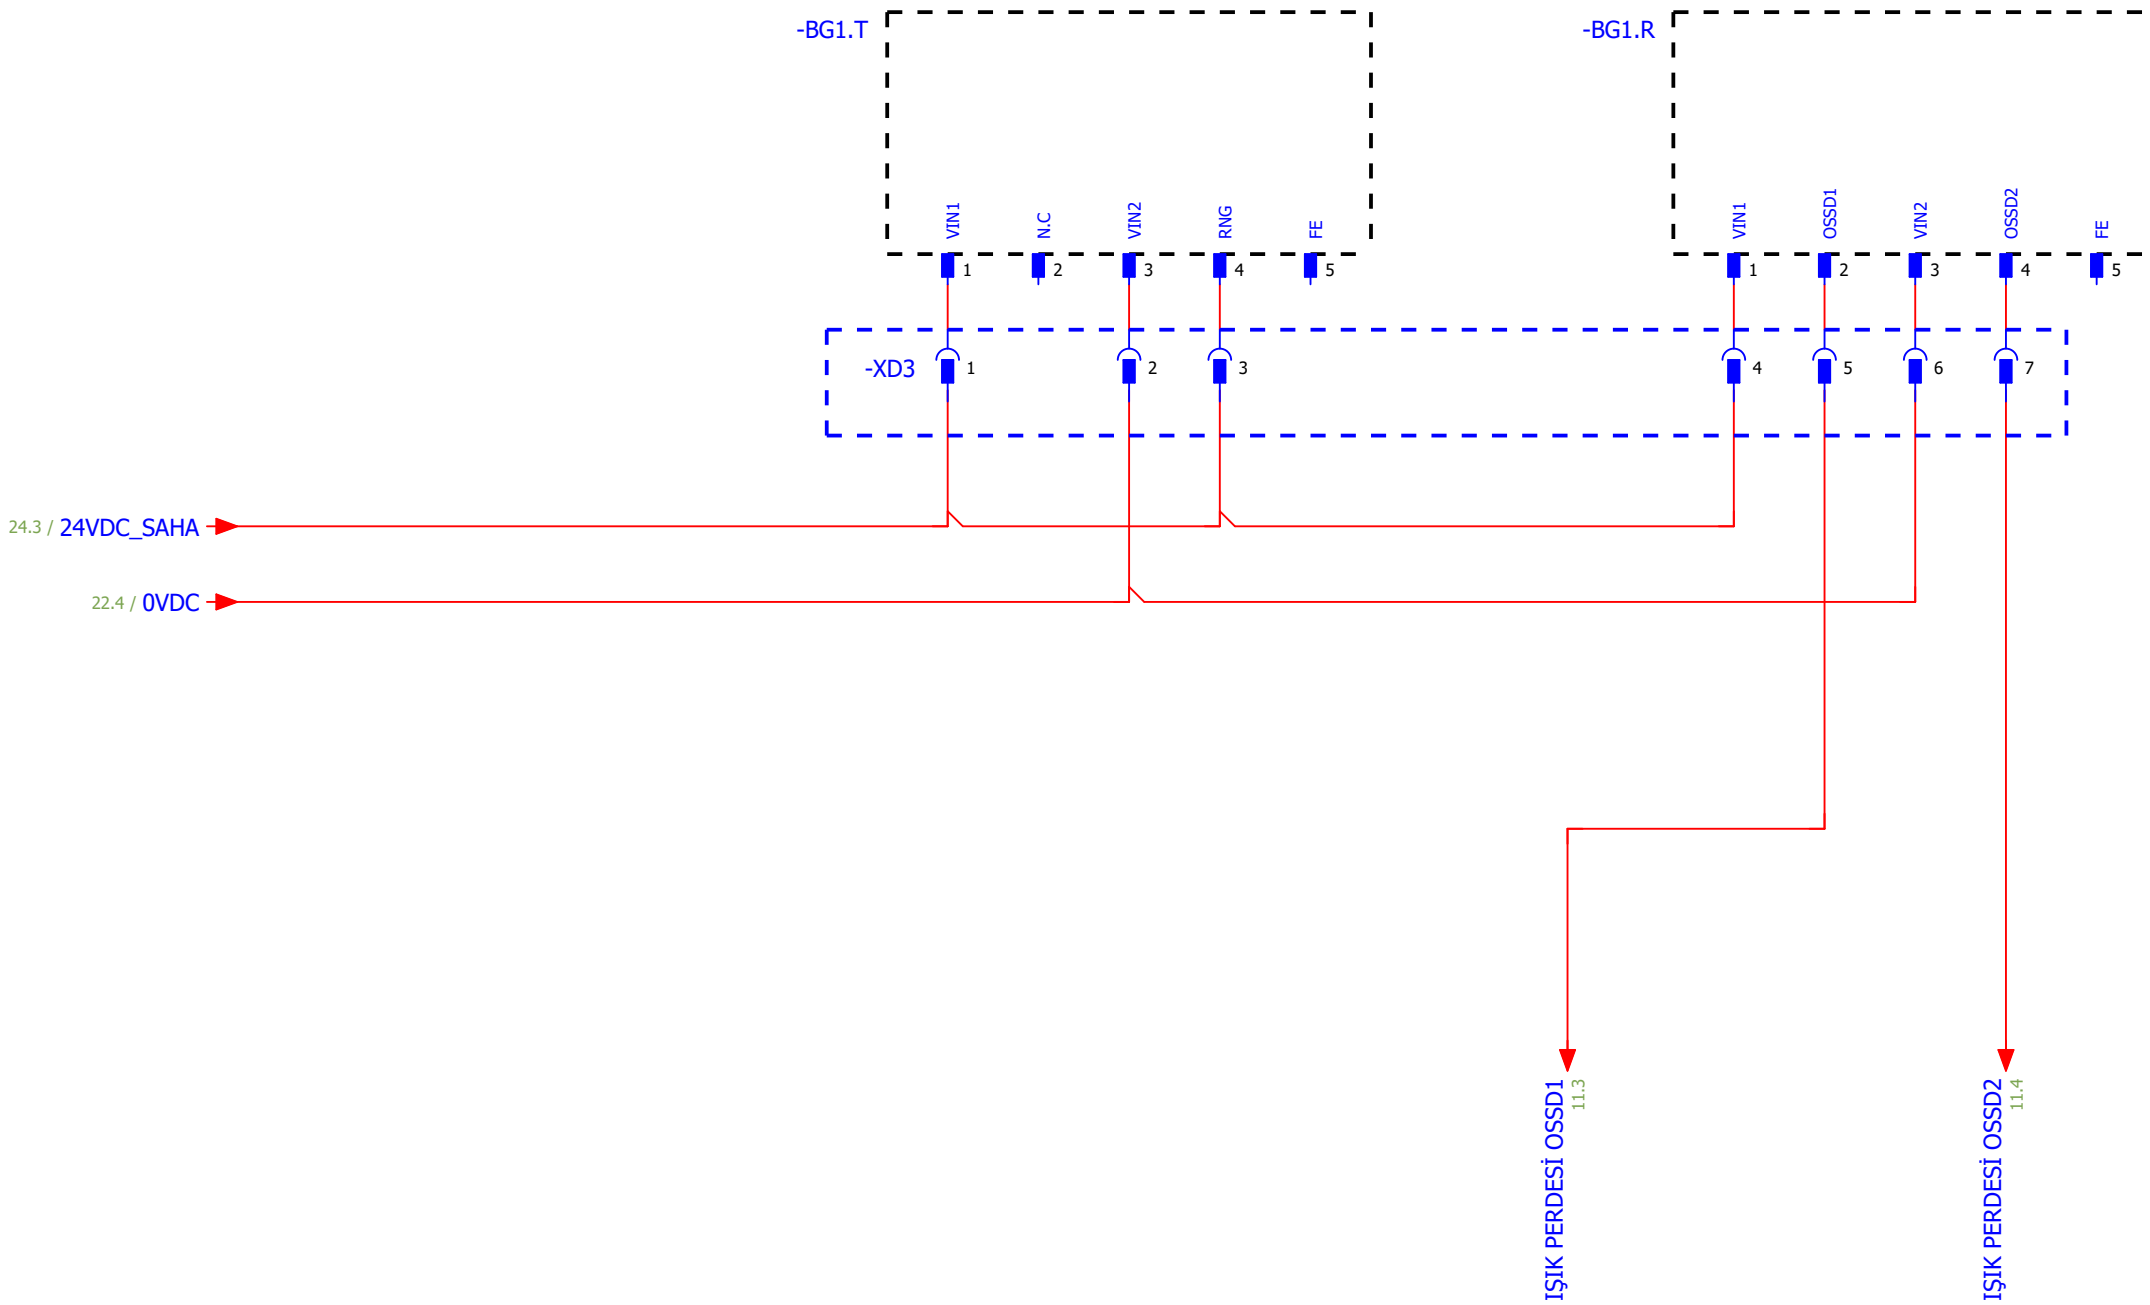 -BG1.T
-BG1.R
VIN1
N.C
VIN2
RNG
FE
VIN1
OSSD1
VIN2
OSSD2
FE
1
2
3
4
5
1
2
3
4
5
-XD3
1
2
3
4
5
6
7
24.3 / 24VDC_SAHA
22.4 / 0VDC
IŞIK PERDESİ OSSD1
11.3
IŞIK PERDESİ OSSD2
11.4